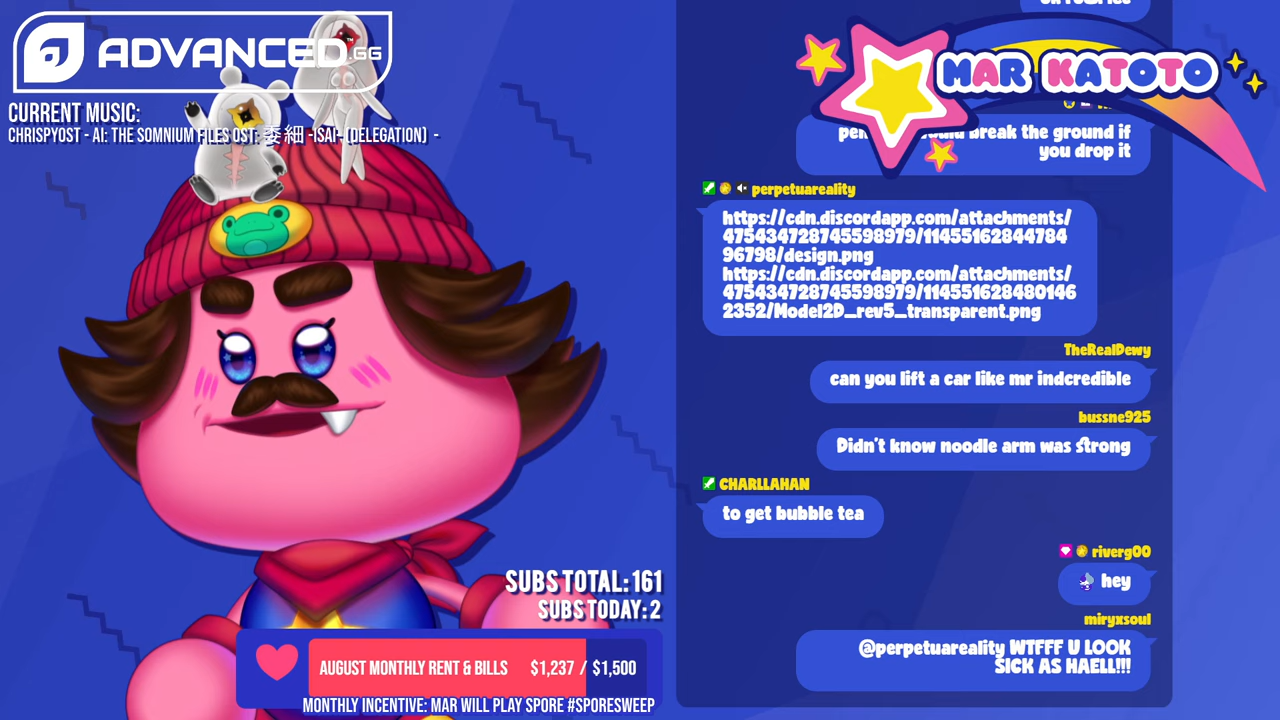 ADVANCED.GG
CURRENT MUSIC:
CHRISPYOST - AI: THE SOMNIUM FILES OST: 委細 -ISAI- (DELEGATION) -
MAR KATOTO
break the ground if
you drop it
perpetuareality
https://cdn.discordapp.com/attachments/
475434728745598979/11455162844784
96798/design.png
https://cdn.discordapp.com/attachments/
475434728745598979/114551628480146
2352/Model2D_rev5_transparent.png
TheRealDewy
can you lift a car like mr indcredible
bussne925
Didn't know noodle arm was strong
CHARLLAHAN
to get bubble tea
riverg00
hey
miryxsoul
@perpetuareality WTFFF U LOOK
SICK AS HAELL!!!
SUBS TOTAL: 161
SUBS TODAY: 2
AUGUST MONTHLY RENT & BILLS $1,237 / $1,500
MONTHLY INCENTIVE: MAR WILL PLAY SPORE #SPORESWEEP